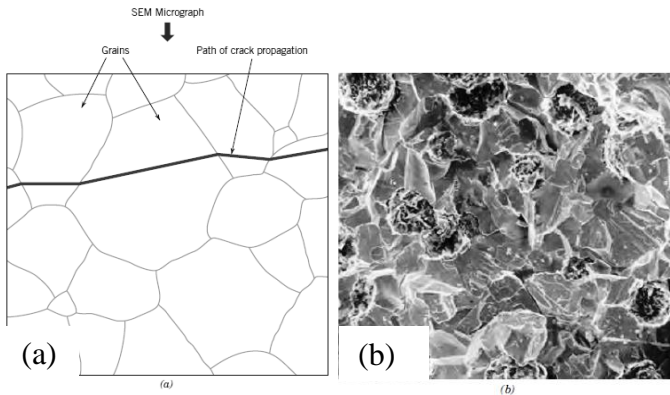 SEM Micrograph
Grains
Path of crack propagation
(a)
(b)
(a)
(b)